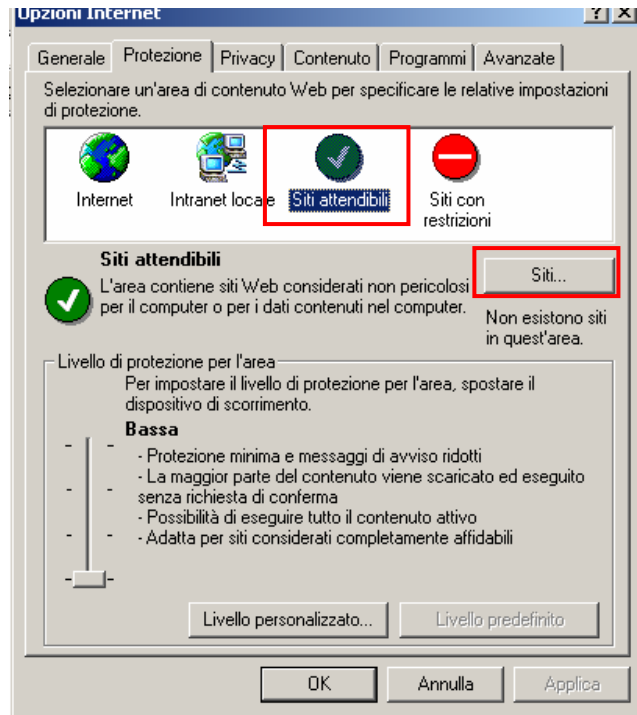 Opzioni Internet
Generale Protezione Privacy Contenuto Programmi Avanzate
Selezionare un'area di contenuto Web per specificare le relative impostazioni
di protezione.
Internet Intranet locale Siti attendibili Siti con
restrizioni
Siti attendibili
L'area contiene siti Web considerati non pericolosi
per il computer o per i dati contenuti nel computer.
Siti...
Non esistono siti
in quest'area.
Livello di protezione per l'area
Per impostare il livello di protezione per l'area, spostare il
dispositivo di scorrimento.
Bassa
- Protezione minima e messaggi di avviso ridotti
- La maggior parte del contenuto viene scaricato ed eseguito
senza richiesta di conferma
- Possibilità di eseguire tutto il contenuto attivo
- Adatta per siti considerati completamente affidabili
Livello personalizzato... Livello predefinito
OK Annulla Applica